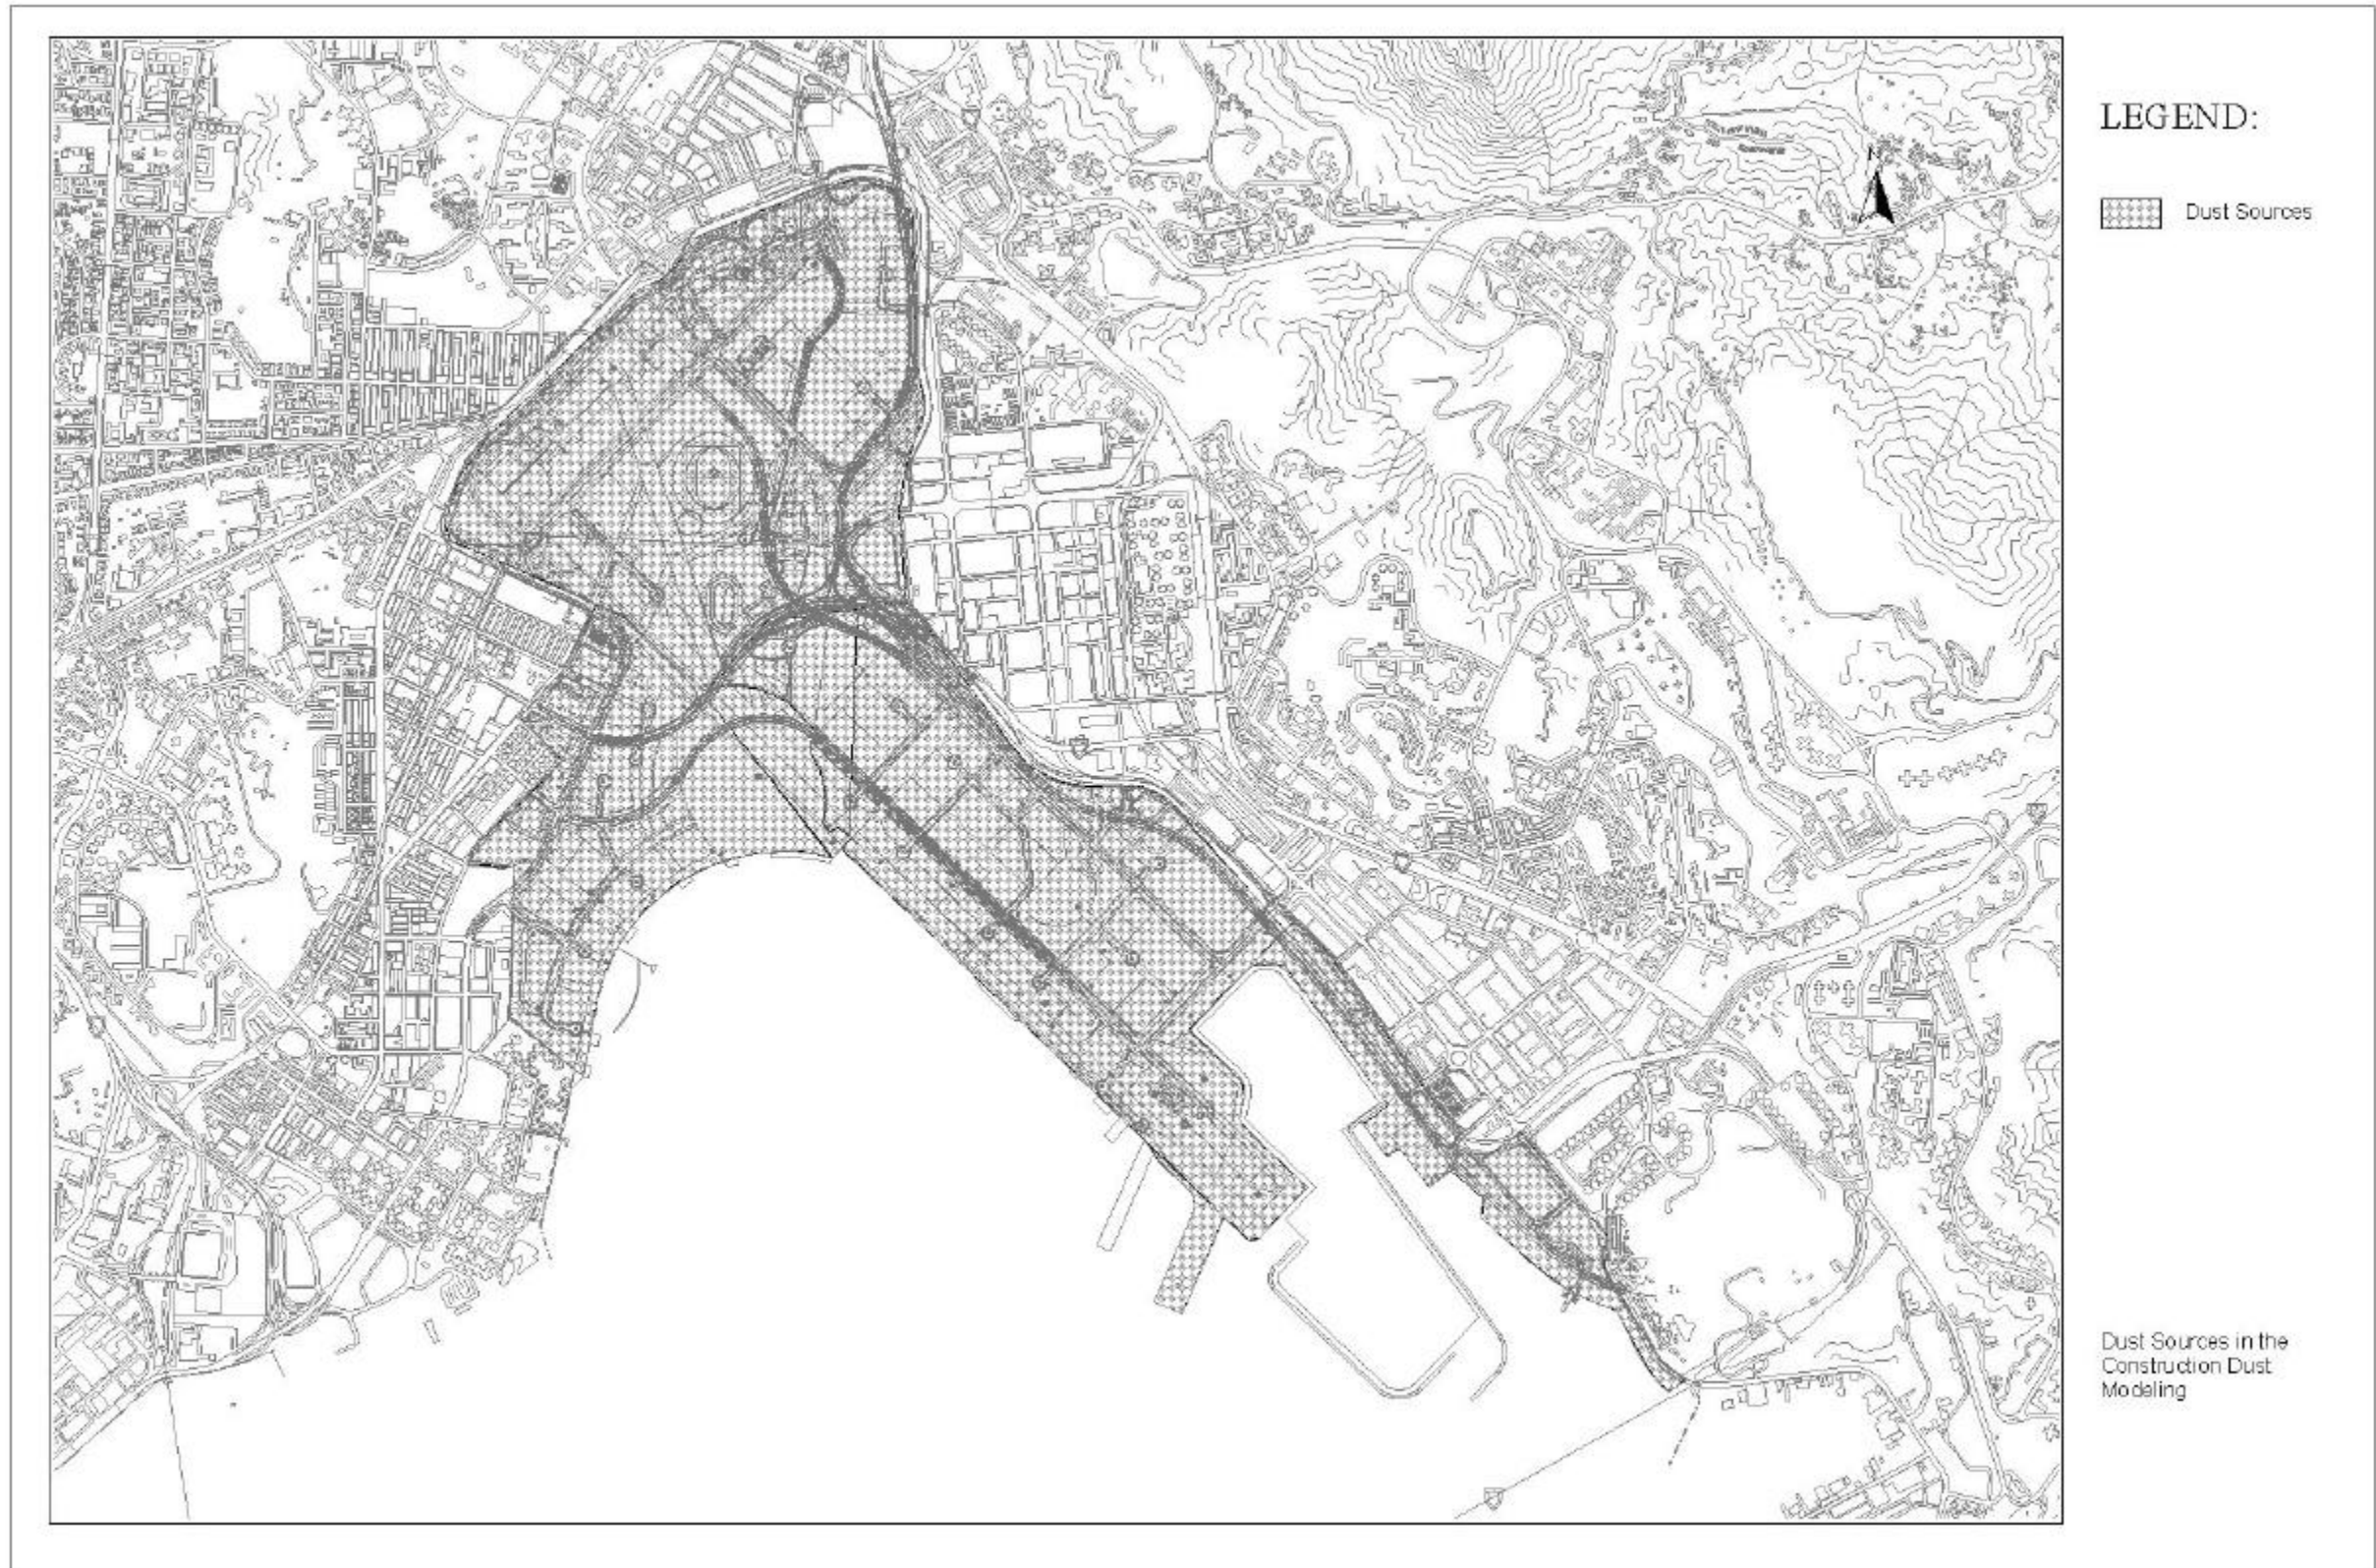 LEGEND:
N
Dust Sources
Dust Sources in the
Construction Dust
Modeling